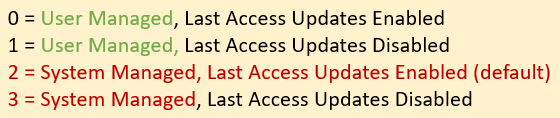 0 = User Managed, Last Access Updates Enabled
1 = User Managed, Last Access Updates Disabled
2 = System Managed, Last Access Updates Enabled (default)
3 = System Managed, Last Access Updates Disabled